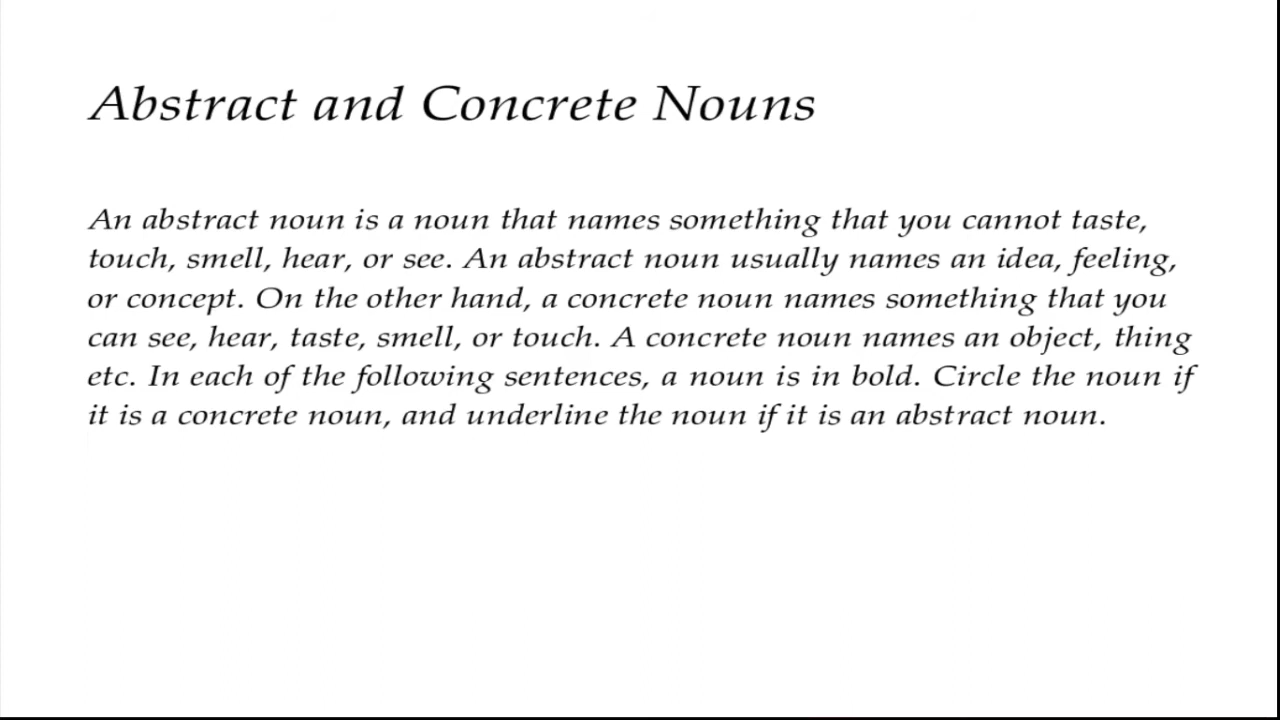 Abstract and Concrete Nouns
An abstract noun is a noun that names something that you cannot taste,
touch, smell, hear, or see. An abstract noun usually names an idea, feeling,
or concept. On the other hand, a concrete noun names something that you
can see, hear, taste, smell, or touch. A concrete noun names an object, thing
etc. In each of the following sentences, a noun is in bold. Circle the noun if
it is a concrete noun, and underline the noun if it is an abstract noun.